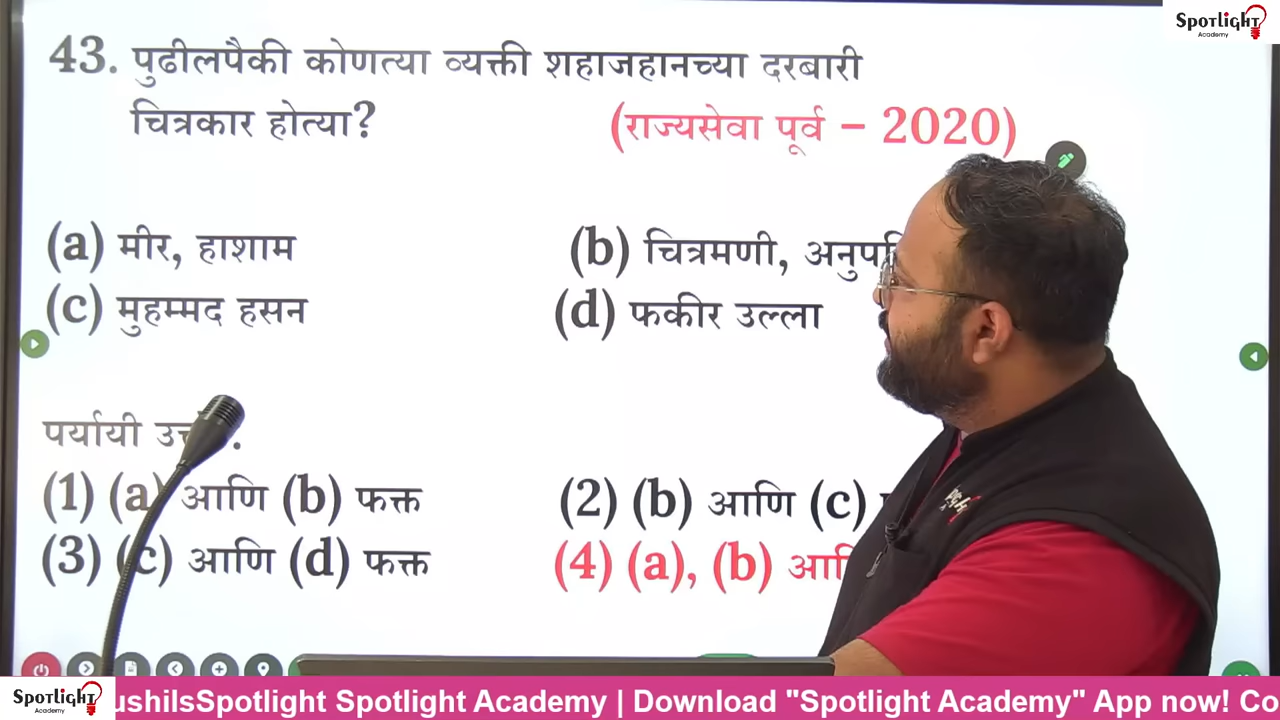 Spotlight
Academy
43. पुढीलपैकी कोणत्या व्यक्ती शहाजहानच्या दरबारी
चित्रकार होत्या?
(राज्यसेवा पूर्व – 2020)
(a) मीर, हाशाम
(b) चित्रमणी,
(c) मुहम्मद हसन
(d) फकीर उल्ला
पर्यायी
(1) (a) आणि (b) फक्त
(2) (b) आणि (c)
(3) (c) आणि (d) फक्त
(4) (a), (b)
Spotlight
Academy
ushilsSpotlight Spotlight Academy | Download "Spotlight Academy" App now! Co